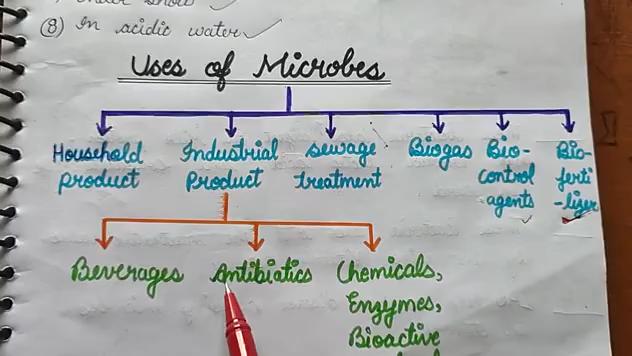 (8) In acidic water
Uses of Microbes
Household product
Industrial Product
sewage treatment
Biogas
Bio-control agents
Bio-ferti-lizer
Beverages
Antibiatics
Chemicals,
Enzymes,
Bioactive